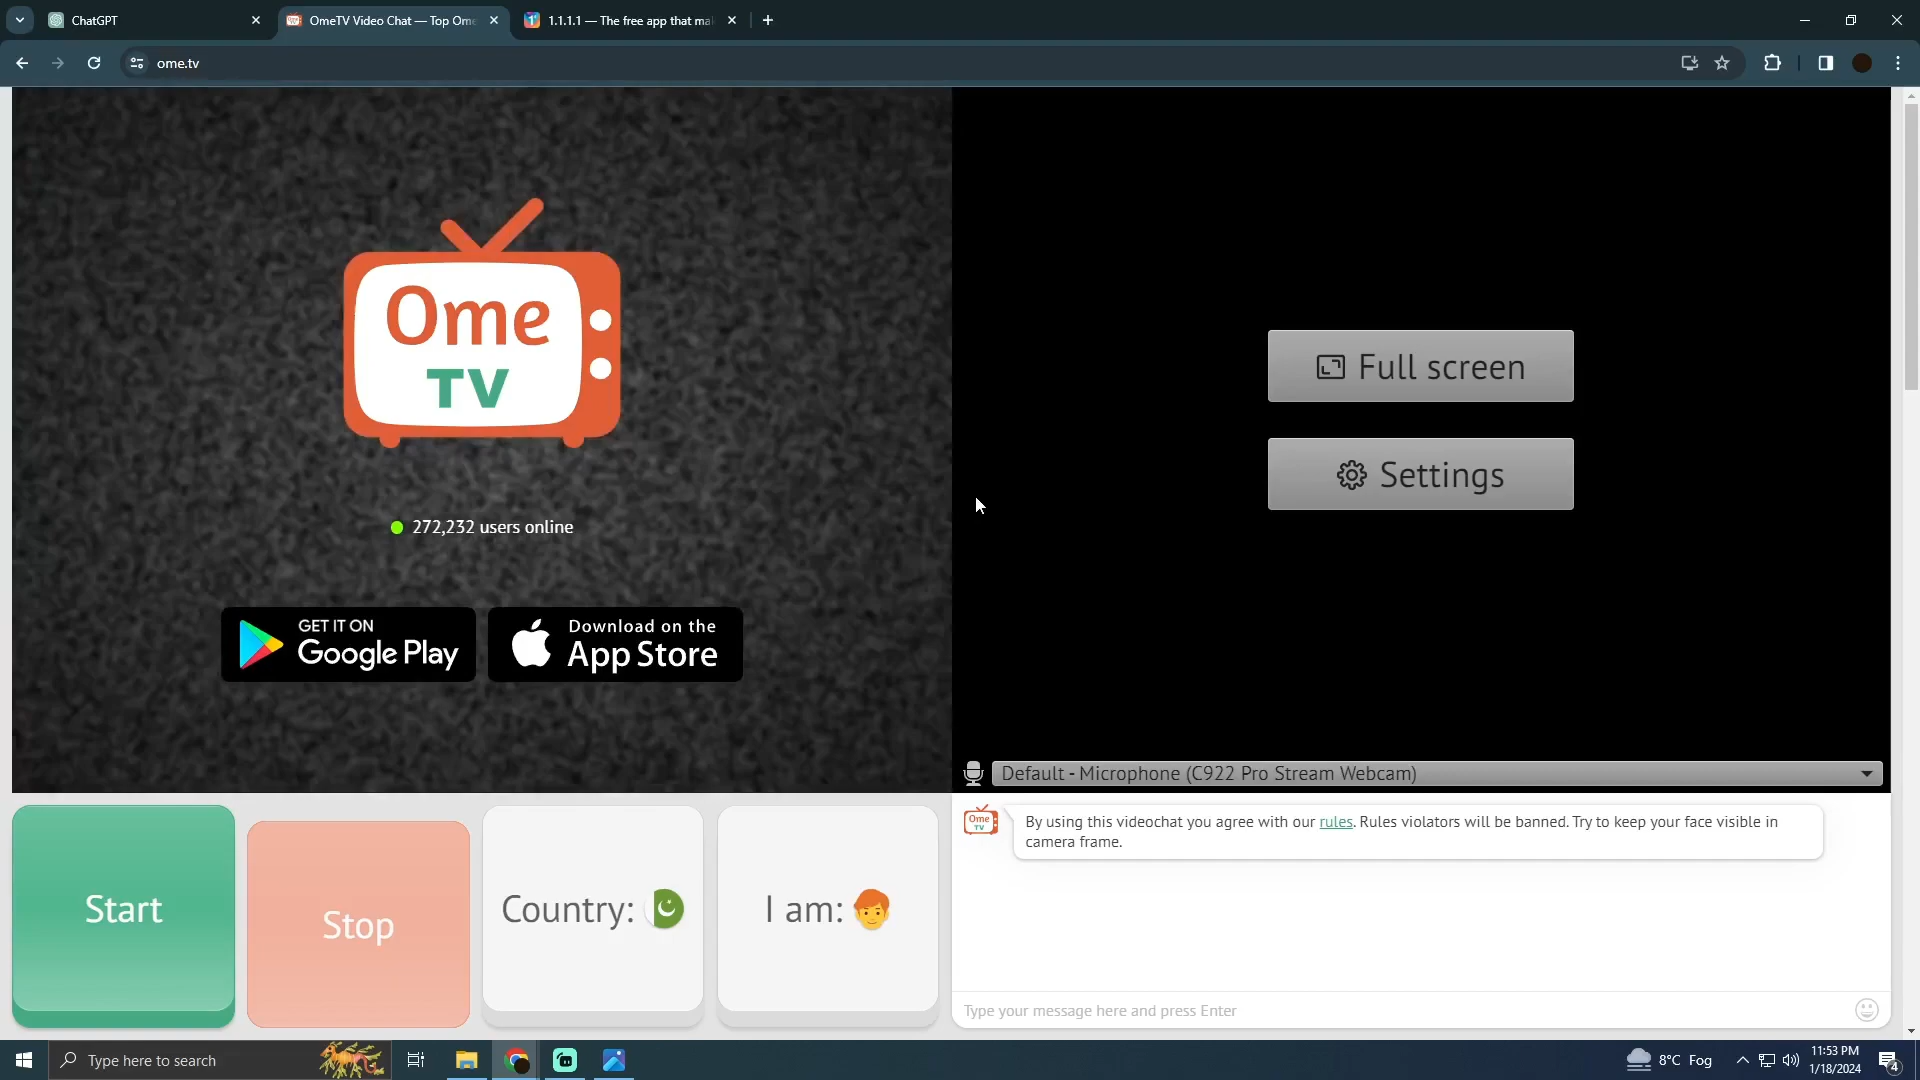 ChatGPT
OmeTV Video Chat — Top Ome
1.1.1.1 — The free app that mak
ome.tv
Ome
TV
272,232 users online
GET IT ON
Google Play
Download on the
App Store
Full screen
Settings
Default - Microphone (C922 Pro Stream Webcam)
Start
Stop
Country:
I am:
Ome
TV
By using this videochat you agree with our rules. Rules violators will be banned. Try to keep your face visible in
camera frame.
Type your message here and press Enter
Type here to search
8°C Fog
11:53 PM
1/18/2024
4